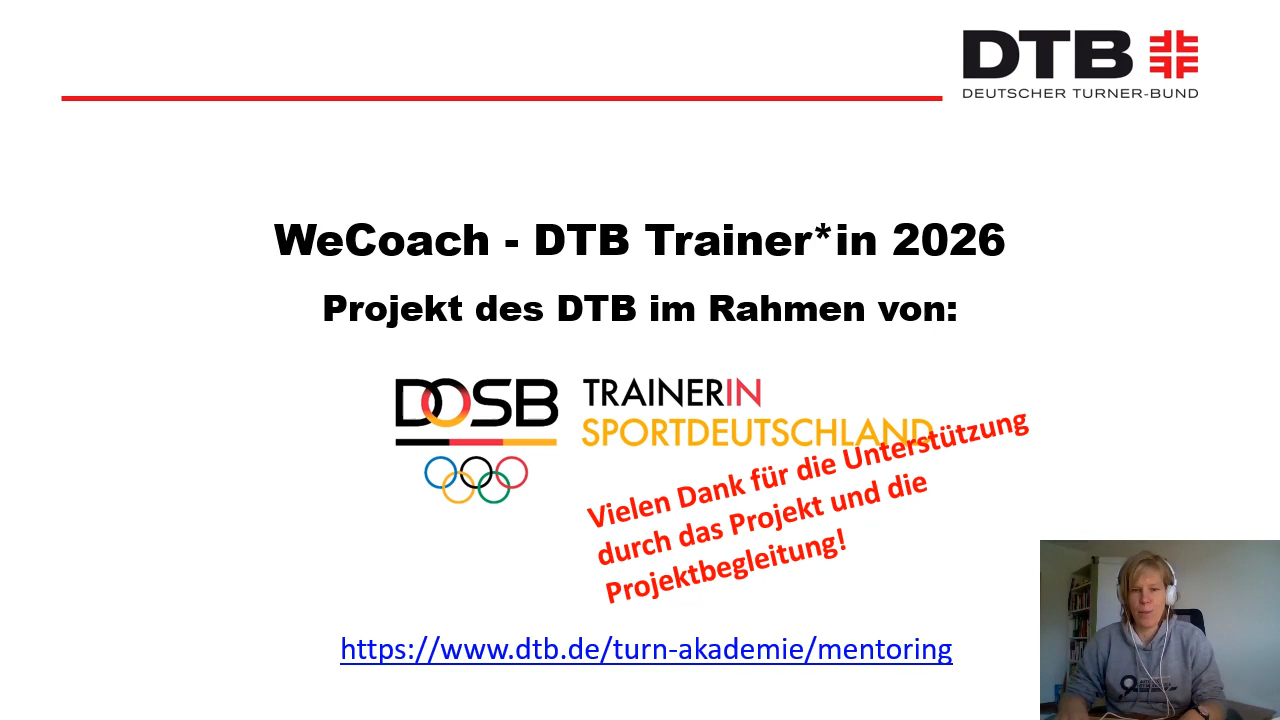 DTB
DEUTSCHER TURNER-BUND
WeCoach - DTB Trainer*in 2026
Projekt des DTB im Rahmen von:
DOSB
TRAINERIN
SPORTDEUTSCHLAND
Vielen Dank für die Unterstützung
durch das Projekt und die
Projektbegleitung!
https://www.dtb.de/turn-akademie/mentoring